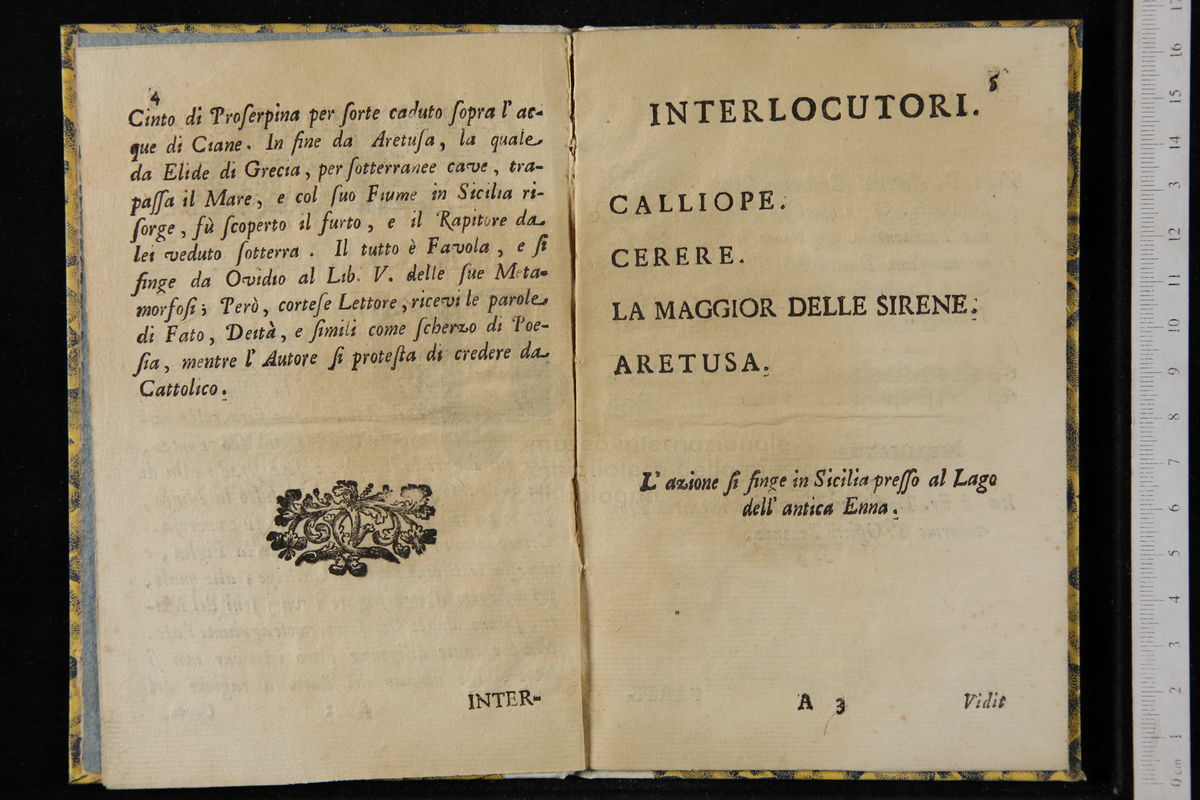 4
Cinto di Proserpina per sorte caduto sopra l' ac-
que di Ciane. In fine da Aretusa, la quale
da Elide di Grecia, per sotterranee cave, tra-
passa il Mare, e col suo Fiume in Sicilia ri-
sorge, fù scoperto il furto, e il Rapitore da
lei veduto sotterra. Il tutto è Favola, e si
finge da Ovidio al Lib. V. delle sue Meta-
morfosi; Però, cortese Lettore, ricevi le parole
di Fato, Deità, e simili come scherzo di Poe-
sia, mentre l' Autore si protesta di credere da
Cattolico.
INTER-
5
INTERLOCUTORI.
CALLIOPE.
CERERE.
LA MAGGIOR DELLE SIRENE.
ARETUSA.
L' azione si finge in Sicilia presso al Lago
dell' antica Enna.
A 3
Vidit